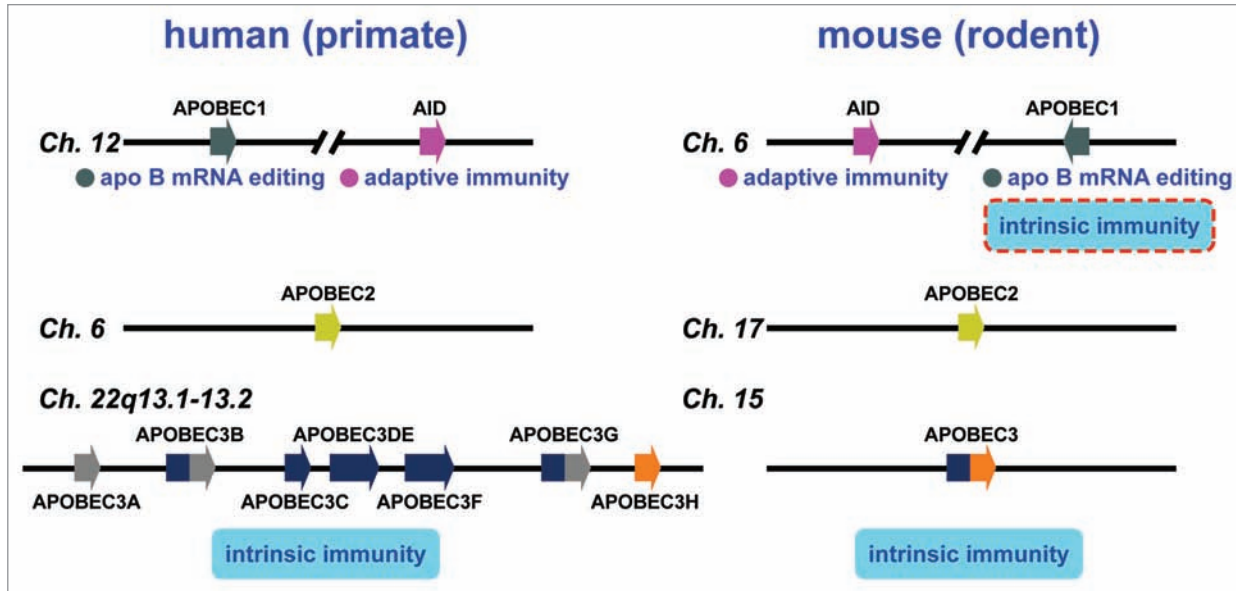 human (primate)
APOBEC1
AID
Ch. 12
apo B mRNA editing
adaptive immunity
APOBEC2
Ch. 6
Ch. 22q13.1-13.2
APOBEC3B
APOBEC3DE
APOBEC3G
APOBEC3A
APOBEC3C
APOBEC3F
APOBEC3H
intrinsic immunity
mouse (rodent)
AID
APOBEC1
Ch. 6
adaptive immunity
apo B mRNA editing
intrinsic immunity
APOBEC2
Ch. 17
Ch. 15
APOBEC3
intrinsic immunity